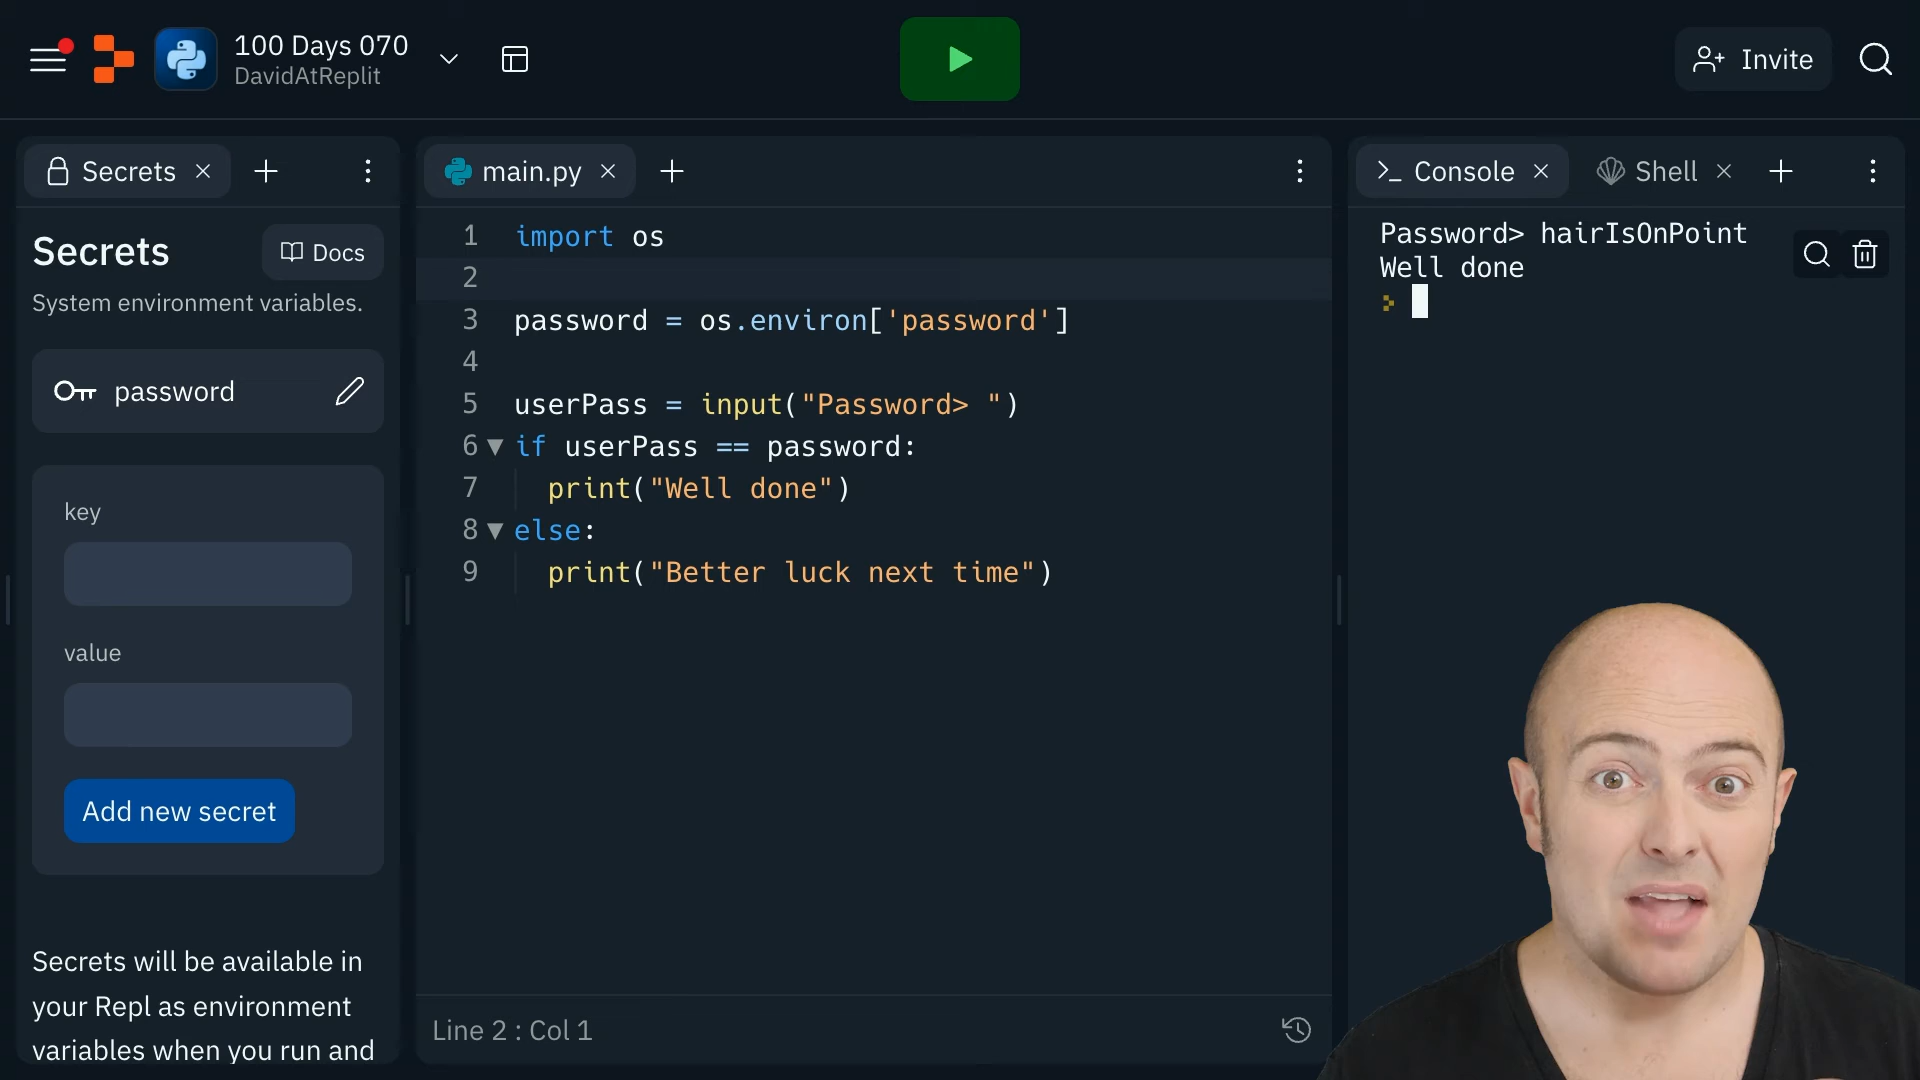 100 Days 070
DavidAtReplit
Invite
Secrets
Secrets
Docs
System environment variables.
password
key
value
Add new secret
Secrets will be available in
your Repl as environment
variables when you run and
main.py
1 import os
2
3 password = os.environ['password']
4
5 userPass = input("Password> ")
6 if userPass == password:
7 print("Well done")
8 else:
9 print("Better luck next time")
Line 2 : Col 1
Console
Shell
Password> hairIsOnPoint
Well done